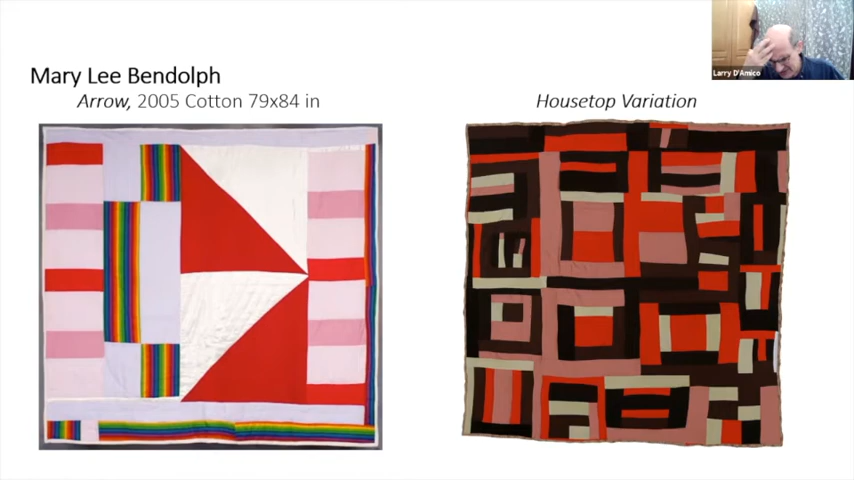 Larry D'Amico
Mary Lee Bendolph
Arrow, 2005 Cotton 79x84 in
Housetop Variation